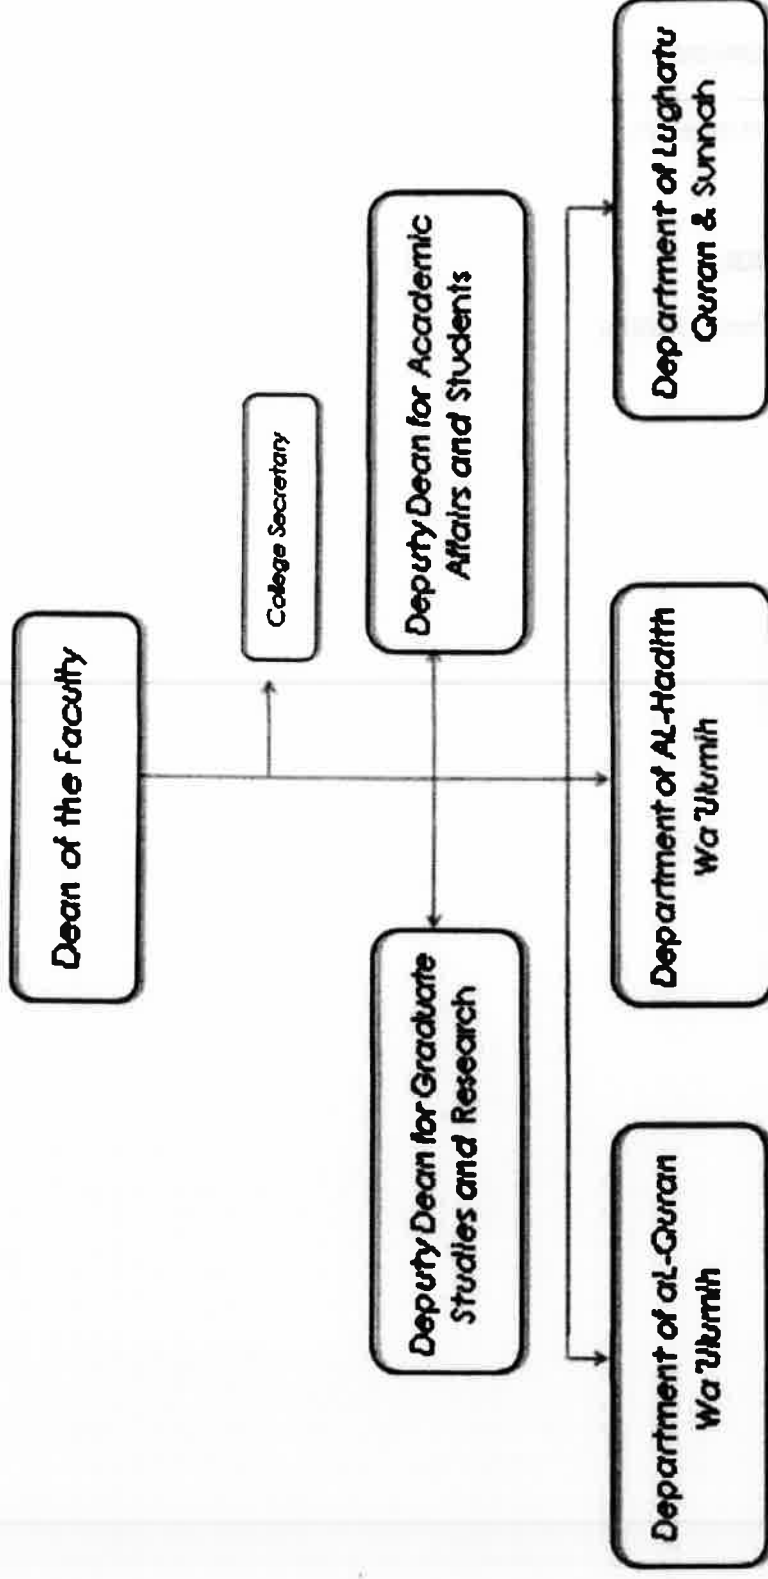 Dean of the Faculty
College Secretary
Deputy Dean for Graduate
Studies and Research
Deputy Dean for Academic
Affairs and Students
Department of aL-Quran
Wa Ulumih
Department of AL-Hadith
Wa Ulumih
Department of Lughatu
Quran & Sunnah